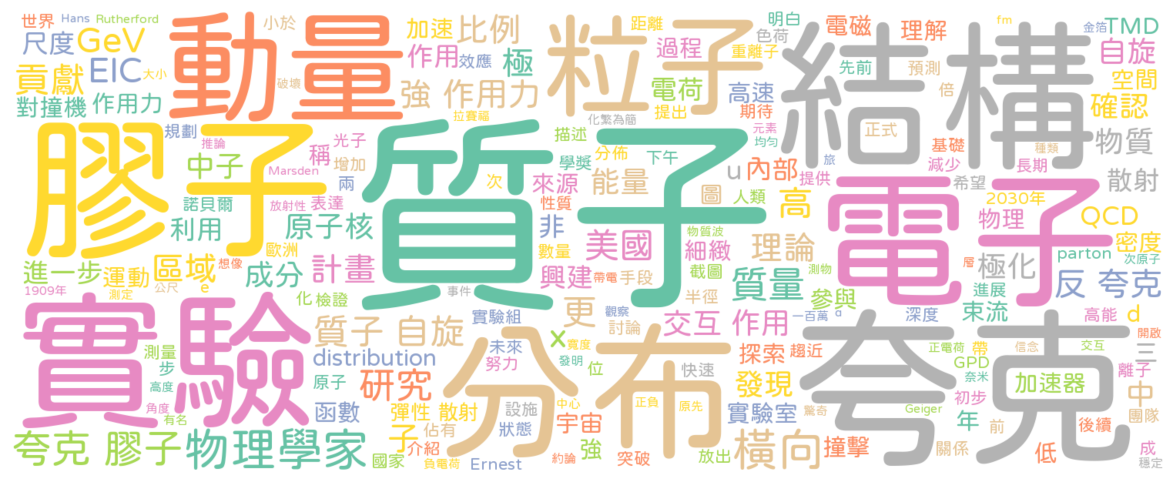 世界 Hans Rutherford
尺度 GeV
貢獻 EIC 大小
對撞機 作用力
動量
小於 加速 比例
作用 效應 極
破壞 強 作用力
拉賽福
粒子
距離 明白
色荷
過程 重離子
電荷 高速
提出 期待
化繁為簡
結構
電磁 理解 fm 金箔
TMD
先前 預測 自旋
倍 空間
確認
正式 物質
基礎 種類
減少 長期
希望 散射
2030年
物理 QCD
密度
極化 parton 次原子
層
進展
反 夸克
膠子
規劃 推論 光子
中子 稱 增加
Marsden 兩
諾貝爾 放射性 表達
利用 原子核
歐洲
進一步 運動 區域 想像 成分 計畫
1909年 測定 公尺 e
化 檢證 事件
質子
描述 元素 均勻
學獎 分佈 下午
次 來源 能量
性質 圖 人類
非 美國 物質波
數量 細緻 理論
興建 帶電 手段 截圖 質量
半徑
u 內部 旅
提供
高
測物
參與
電子
實驗
測量
步
高度
角度 有名
質子 自旋
實驗組 觀察 討論
更 交互 作用
distribution 未來 寬度 x
努力 發明 位
原子 研究
函數 彈性 散射 設施
佔有 狀態
子 介紹
國家 負電荷 Ernest
夸克 膠子 物理學家
分布
中心 正負 原先
宇宙
強
約論 突破 放出
快速
探索 趨近
發現
實驗室 驚奇
橫向 撞擊
一百萬 g
深度 束流
正電荷 帶 信念 交互
GPD 奈米
初步 加速器
Geiger 年 前
關係 低
夸克
高能 d 開啟
三
離子
中 團隊
後續
成
穩定